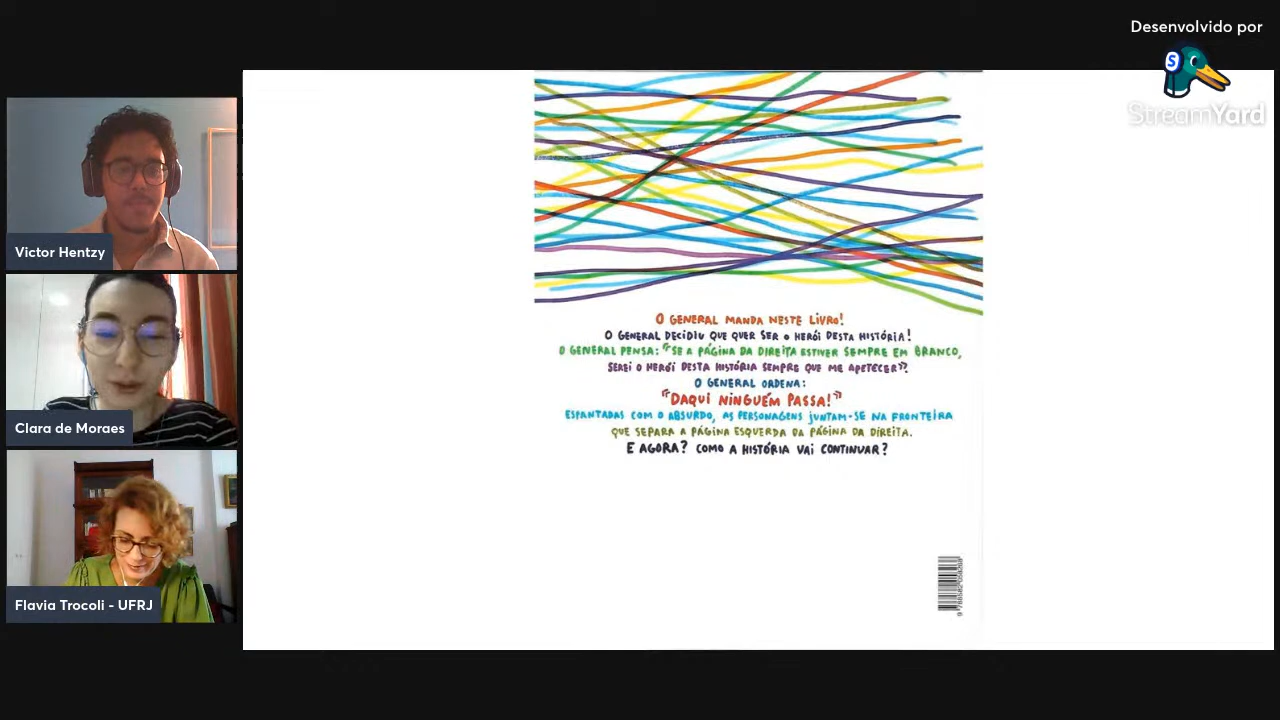 Desenvolvido por
S
StreamYard
Victor Hentzy
Clara de Moraes
Flavia Trocoli - UFRJ
O GENERAL MANDA NESTE LIVRO!
O GENERAL DECIDIU QUE QUER SER O HERÓI DESTA HISTÓRIA!
O GENERAL PENSA: "SE A PÁGINA DA DIREITA ESTIVER SEMPRE EM BRANCO,
SEREI O HERÓI DESTA HISTÓRIA SEMPRE QUE ME APETECER".
O GENERAL ORDENA:
"DAQUI NINGUÉM PASSA!"
ESPANTADAS COM O ABSURDO, AS PERSONAGENS JUNTAM-SE NA FRONTEIRA
QUE SEPARA A PÁGINA ESQUERDA DA PÁGINA DA DIREITA.
E AGORA? COMO A HISTÓRIA VAI CONTINUAR?